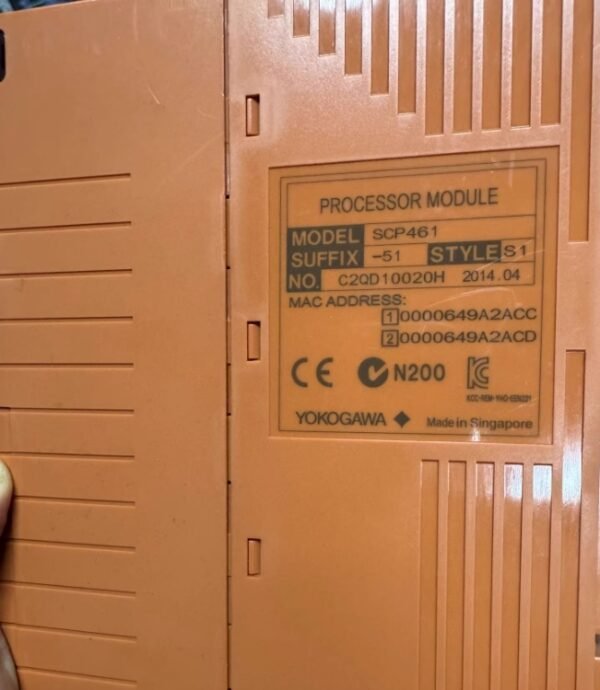 PROCESSOR MODULE
MODEL SCP461
SUFFIX -51 STYLE S1
NO. C2QD10020H 2014.04
MAC ADDRESS:
1 0000649A2ACC
2 0000649A2ACD
CE N200 KC
YOKOGAWA ◆ Made in Singapore